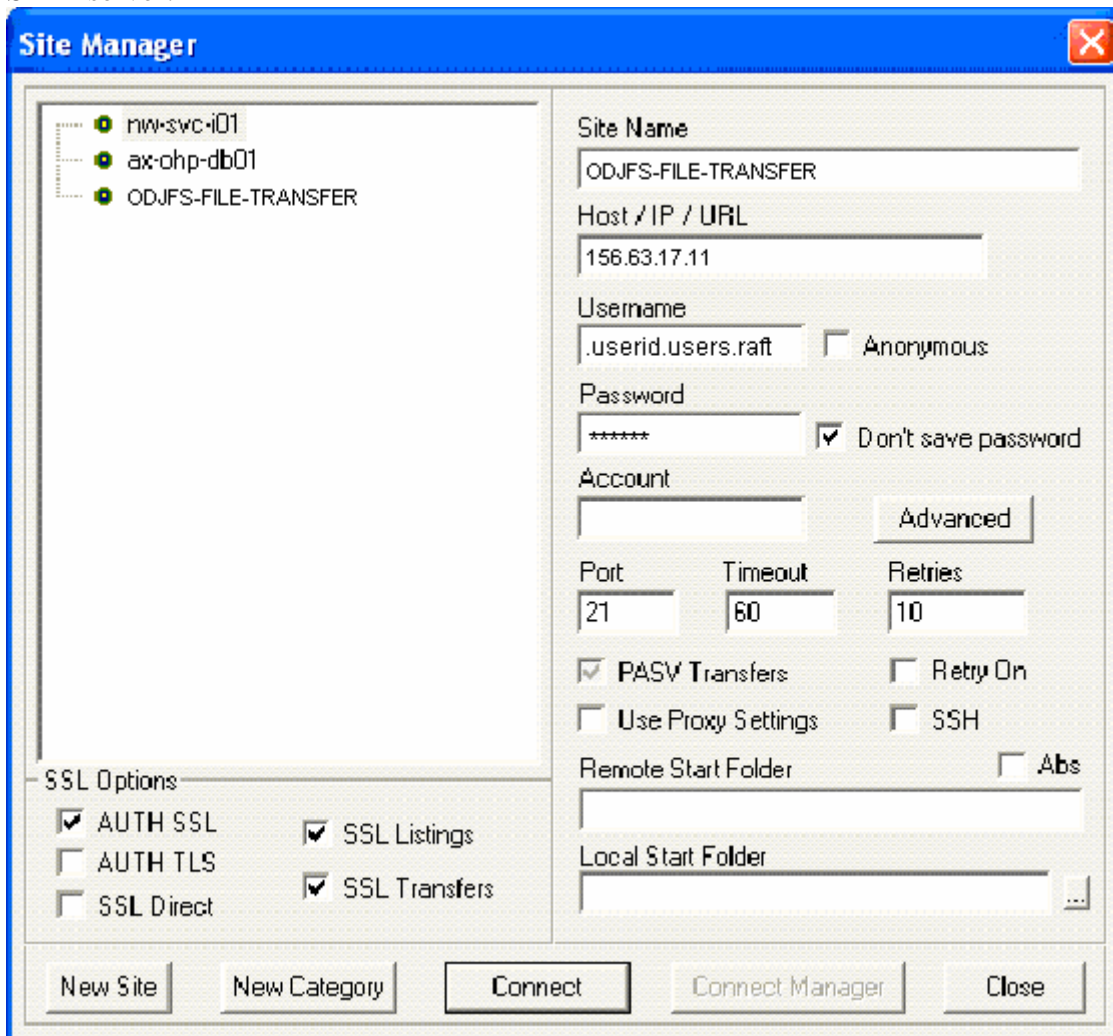 Site Manager
nw-svc-i01
ax-ohp-db01
ODJFS-FILE-TRANSFER
Site Name
ODJFS-FILE-TRANSFER
Host / IP / URL
156.63.17.11
Username
.userid.users.raft
Anonymous
Password
******
Don't save password
Account
Advanced
Port Timeout Retries
21 60 10
PASV Transfers Retry On
Use Proxy Settings SSH
Remote Start Folder Abs
Local Start Folder
...
SSL Options
AUTH SSL
SSL Listings
AUTH TLS
SSL Transfers
SSL Direct
New Site New Category Connect Connect Manager Close